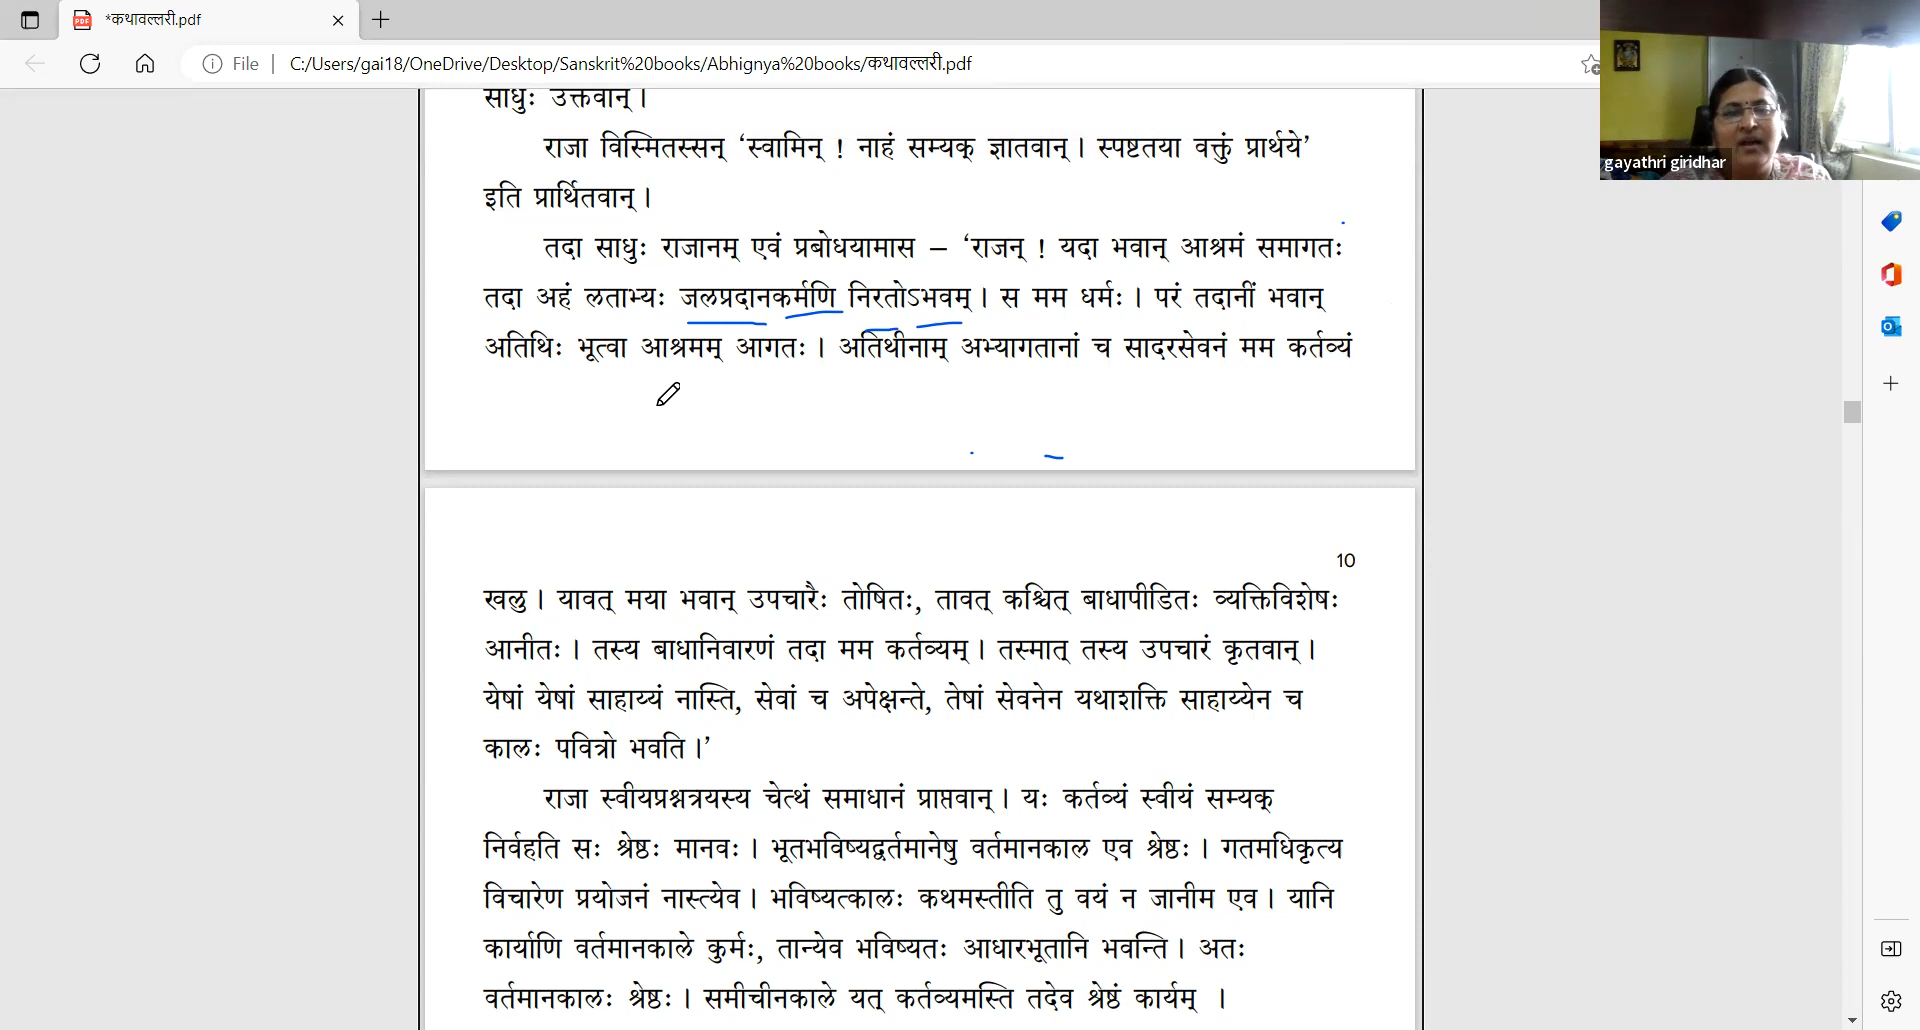 *कथावल्लरी.pdf
File
C:/Users/gai18/OneDrive/Desktop/Sanskrit%20books/Abhignya%20books/कथावल्लरी.pdf
gayathri giridhar
साधुः उक्तवान् ।
राजा विस्मितस्सन् ‘स्वामिन् ! नाहं सम्यक् ज्ञातवान् । स्पष्टतया वक्तुं प्रार्थये’
इति प्रार्थितवान् ।
तदा साधुः राजानम् एवं प्रबोधयामास – ‘राजन् ! यदा भवान् आश्रमं समागतः
तदा अहं लताभ्यः जलप्रदानकर्मणि निरतोऽभवम् । स मम धर्मः । परं तदानीं भवान्
अतिथिः भूत्वा आश्रमम् आगतः । अतिथीनाम् अभ्यागतानां च सादरसेवनं मम कर्तव्यं
10
खलु । यावत् मया भवान् उपचारैः तोषितः, तावत् कश्चित् बाधापीडितः व्यक्तिविशेषः
आनीतः । तस्य बाधानिवारणं तदा मम कर्तव्यम् । तस्मात् तस्य उपचारं कृतवान् ।
येषां येषां साहाय्यं नास्ति, सेवां च अपेक्षन्ते, तेषां सेवनेन यथाशक्ति साहाय्येन च
कालः पवित्रो भवति ।’
राजा स्वीयप्रश्नत्रयस्य चेत्थं समाधानं प्राप्तवान् । यः कर्तव्यं स्वीयं सम्यक्
निर्वहति सः श्रेष्ठः मानवः । भूतभविष्यद्वर्तमानेषु वर्तमानकाल एव श्रेष्ठः । गतमधिकृत्य
विचारेण प्रयोजनं नास्त्येव । भविष्यत्कालः कथमस्तीति तु वयं न जानीम एव । यानि
कार्याणि वर्तमानकाले कुर्मः, तान्येव भविष्यतः आधारभूतानि भवन्ति । अतः
वर्तमानकालः श्रेष्ठः । समीचीनकाले यत् कर्तव्यमस्ति तदेव श्रेष्ठं कार्यम् ।